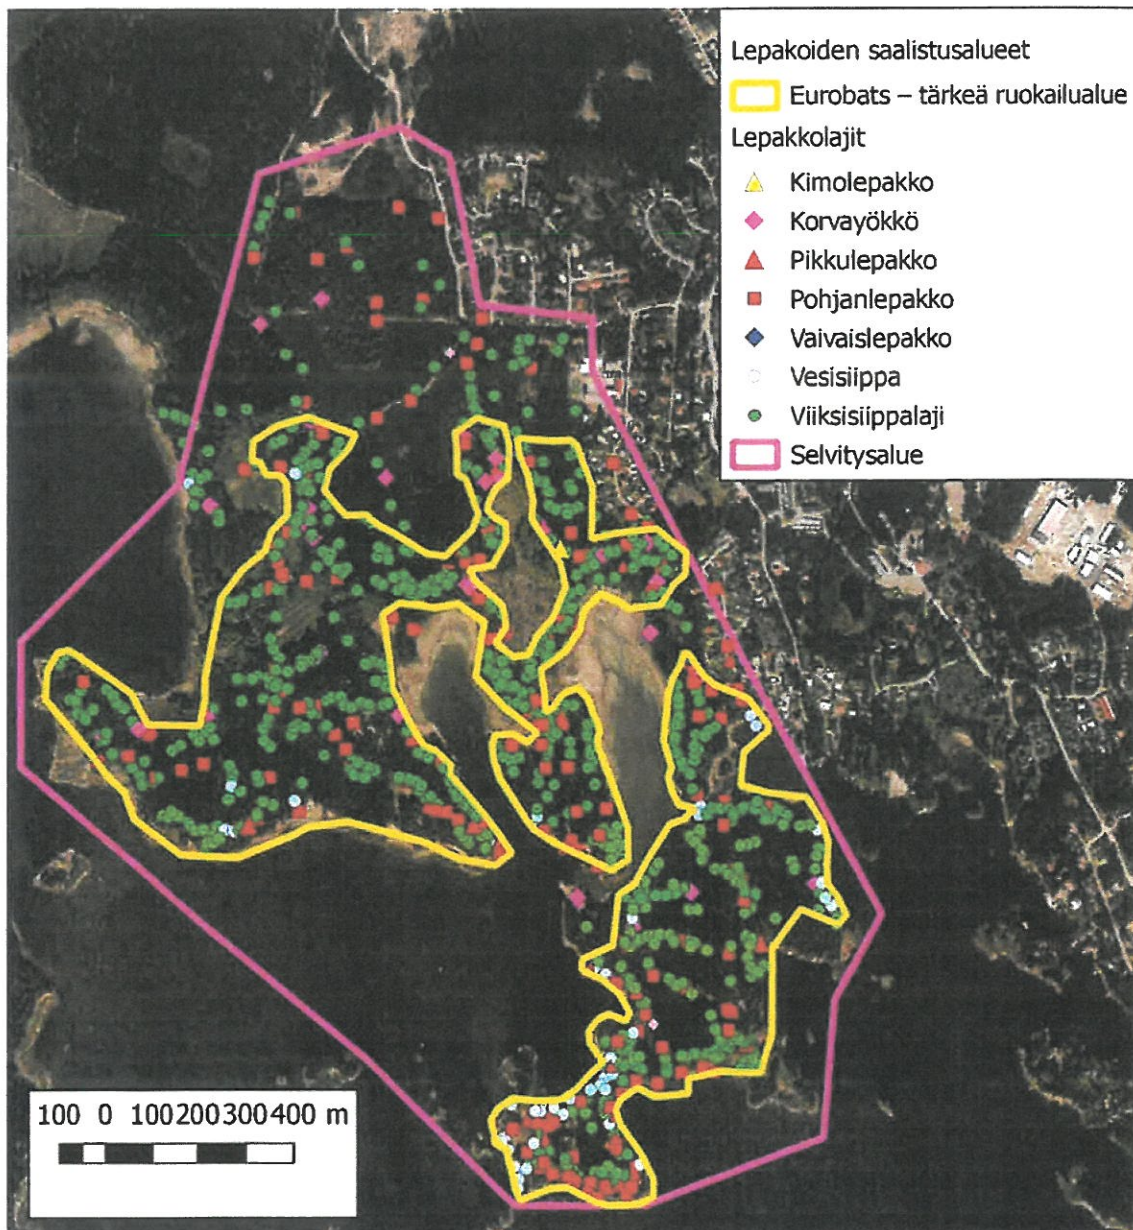 Lepakoiden saalistusalueet
Eurobats – tärkeä ruokailualue
Lepakkolajit
Kimolepakko
Korvayökkö
Pikkulepakko
Pohjanlepakko
Vaivaislepakko
Vesisiippa
Viiksisiippalaji
Selvitysalue
100 0 100 200 300 400 m